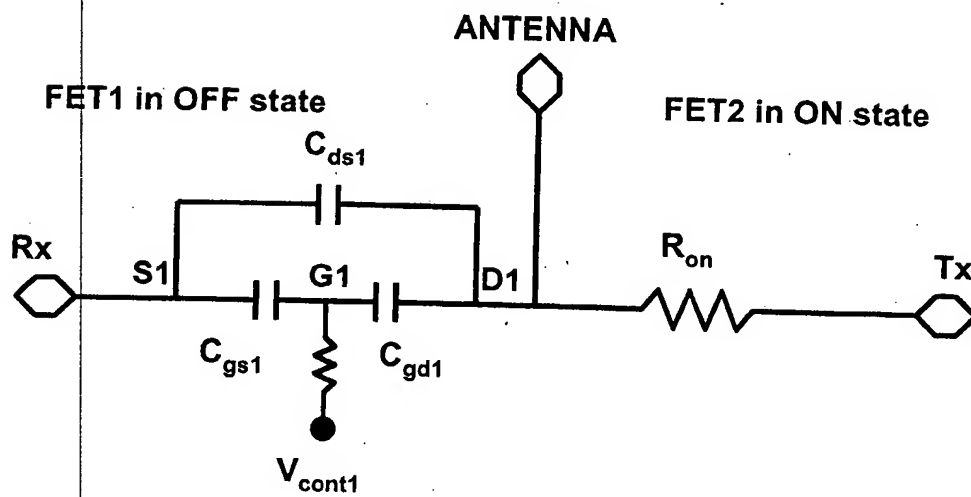 ANTENNA
FET1 in OFF state
FET2 in ON state
Cds1
Rx
S1
G1
D1
Ron
Tx
Cgs1
Cgd1
Vcont1